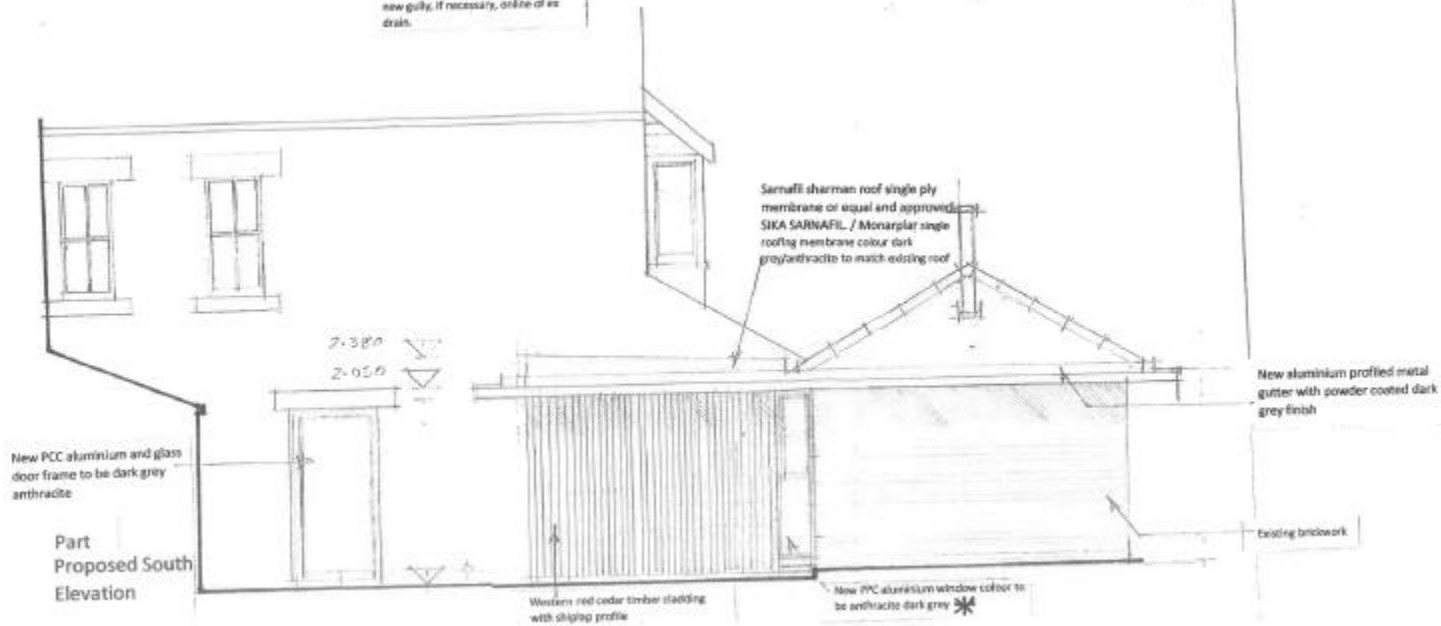 new gully, if necessary, online of ex
drain.
Sarnafil sharman roof single ply
membrane or equal and approved
SIKA SARNAFIL. / Monarplar single
roofing membrane colour dark
grey/anthracite to match existing roof
2.380
2.050
New aluminium profiled metal
gutter with powder coated dark
grey finish
New PCC aluminium and glass
door frame to be dark grey
anthracite
Existing brickwork
Part
Proposed South
Elevation
Western red cedar timber cladding
with shiplap profile
New PPC aluminium window colour to
be anthracite dark grey